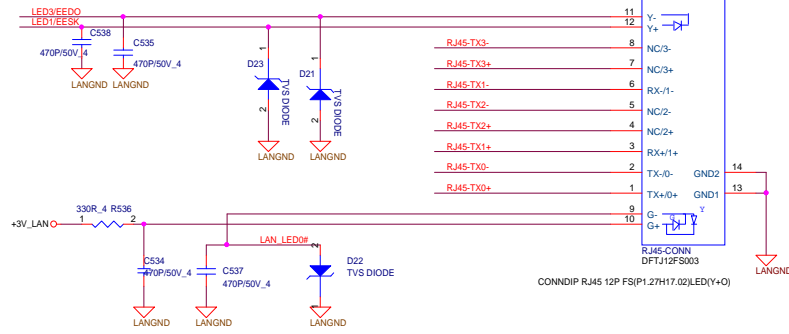 LED3/EEDO
LED1/EESK
C538
470P/50V_4
C535
470P/50V_4
LANGND
LANGND
1
D23
2
TVS DIODE
LANGND
1
D21
2
TVS DIODE
LANGND
11
Y-
12
Y+
RJ45-TX3-
8
NC/3-
RJ45-TX3+
7
NC/3+
RJ45-TX1-
6
RX-/1-
RJ45-TX2-
5
NC/2-
RJ45-TX2+
4
NC/2+
RJ45-TX1+
3
RX+/1+
RJ45-TX0-
2
TX-/0-
GND2
14
RJ45-TX0+
1
TX+/0+
GND1
13
9
G-
10
G+
Y
RJ45-CONN
DFTJ12FS003
LANGND
CONNDIP RJ45 12P FS(P1.27H17.02)LED(Y+O)
330R_4 R536
+3V_LAN
1
2
LAN_LED0#
C534
470P/50V_4
C537
470P/50V_4
2
D22
TVS DIODE
1
LANGND
LANGND
LANGND